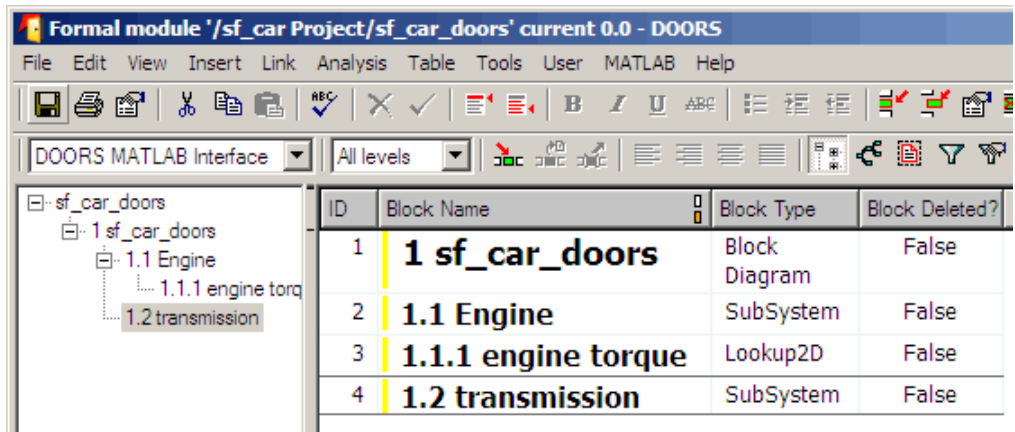 Formal module '/sf_car Project/sf_car_doors' current 0.0 - DOORS
File Edit View Insert Link Analysis Table Tools User MATLAB Help
ABC B I U ABC
DOORS MATLAB Interface All levels
sf_car_doors
1 sf_car_doors
1.1 Engine
1.1.1 engine torq
1.2 transmission
ID Block Name Block Type Block Deleted?
1 1 sf_car_doors Block Diagram False
2 1.1 Engine SubSystem False
3 1.1.1 engine torque Lookup2D False
4 1.2 transmission SubSystem False